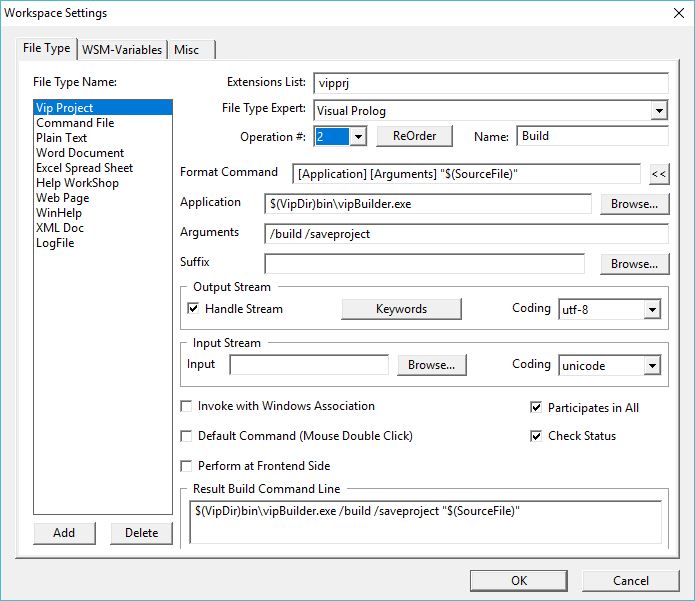 Workspace Settings
File Type WSM-Variables Misc
File Type Name:
Vip Project
Command File
Plain Text
Word Document
Excel Spread Sheet
Help WorkShop
Web Page
WinHelp
XML Doc
LogFile
Add Delete
Extensions List: vipprj
File Type Expert: Visual Prolog
Operation #: 2 ReOrder Name: Build
Format Command [Application] [Arguments] "$(SourceFile)" <<
Application $(VipDir)bin\vipBuilder.exe Browse...
Arguments /build /saveproject
Suffix Browse...
Output Stream
Handle Stream Keywords Coding utf-8
Input Stream
Input Browse... Coding unicode
Invoke with Windows Association Participates in All
Default Command (Mouse Double Click) Check Status
Perform at Frontend Side
Result Build Command Line
$(VipDir)bin\vipBuilder.exe /build /saveproject "$(SourceFile)"
OK Cancel